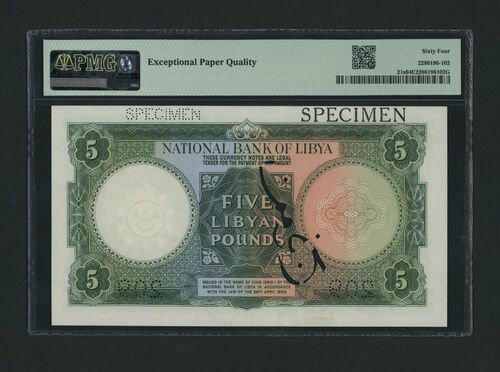 PMG
Exceptional Paper Quality
Sixty Four
2286196-102
21s64E2286196102G
SPECIMEN
SPECIMEN
5
NATIONAL BANK OF LIBYA
5
THESE CURRENCY NOTES ARE LEGAL
TENDER FOR THE PAYMENT OF AMOUNT
FIVE
LIBYAN
POUNDS
5
5
ISSUED IN THE NAME OF KING IDRIS I BY THE
NATIONAL BANK OF LIBYA IN ACCORDANCE
WITH THE LAW OF THE 26TH APRIL 1955.